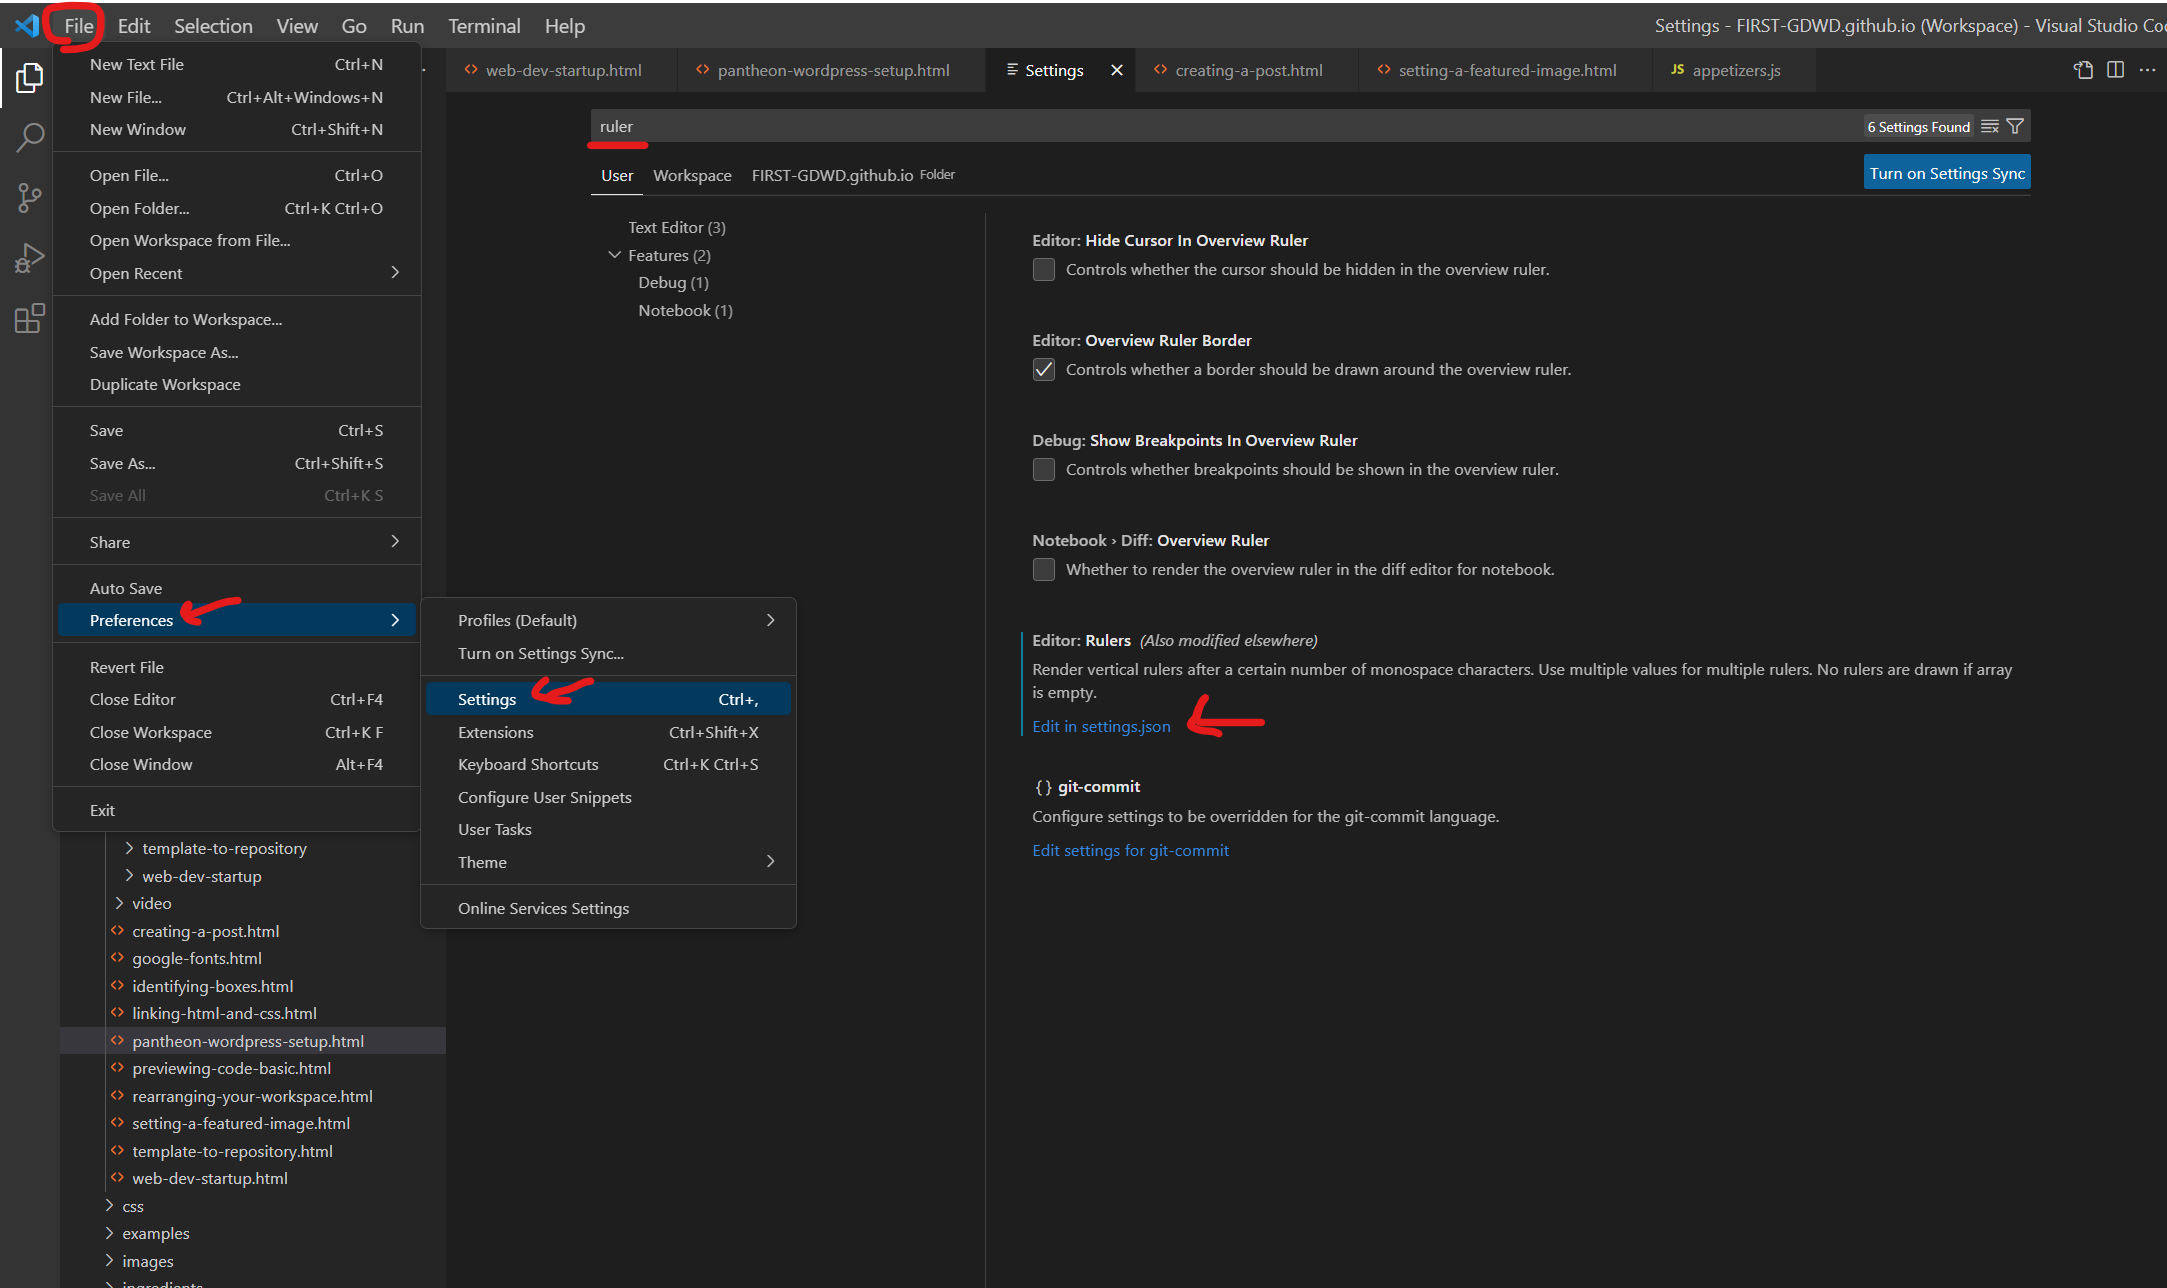 File Edit Selection View Go Run Terminal Help
Settings - FIRST-GDWD.github.io (Workspace) - Visual Studio
New Text File Ctrl+N
New File... Ctrl+Alt+Windows+N
New Window Ctrl+Shift+N
Open File... Ctrl+O
Open Folder... Ctrl+K Ctrl+O
Open Workspace from File...
Open Recent
Add Folder to Workspace...
Save Workspace As...
Duplicate Workspace
Save Ctrl+S
Save As... Ctrl+Shift+S
Save All Ctrl+K S
Share
Auto Save
Preferences
Revert File
Close Editor Ctrl+F4
Close Workspace Ctrl+K F
Close Window Alt+F4
Exit
Profiles (Default)
Turn on Settings Sync...
Settings Ctrl+,
Extensions Ctrl+Shift+X
Keyboard Shortcuts Ctrl+K Ctrl+S
Configure User Snippets
User Tasks
Theme
Online Services Settings
template-to-repository
web-dev-startup
video
creating-a-post.html
google-fonts.html
identifying-boxes.html
linking-html-and-css.html
pantheon-wordpress-setup.html
previewing-code-basic.html
rearranging-your-workspace.html
setting-a-featured-image.html
template-to-repository.html
web-dev-startup.html
css
examples
images
web-dev-startup.html
pantheon-wordpress-setup.html
Settings
creating-a-post.html
setting-a-featured-image.html
JS appetizers.js
ruler
6 Settings Found
User Workspace FIRST-GDWD.github.io Folder
Turn on Settings Sync
Text Editor (3)
Features (2)
Debug (1)
Notebook (1)
Editor: Hide Cursor In Overview Ruler
Controls whether the cursor should be hidden in the overview ruler.
Editor: Overview Ruler Border
Controls whether a border should be drawn around the overview ruler.
Debug: Show Breakpoints In Overview Ruler
Controls whether breakpoints should be shown in the overview ruler.
Notebook › Diff: Overview Ruler
Whether to render the overview ruler in the diff editor for notebook.
Editor: Rulers (Also modified elsewhere)
Render vertical rulers after a certain number of monospace characters. Use multiple values for multiple rulers. No rulers are drawn if array
is empty.
Edit in settings.json
{} git-commit
Configure settings to be overridden for the git-commit language.
Edit settings for git-commit